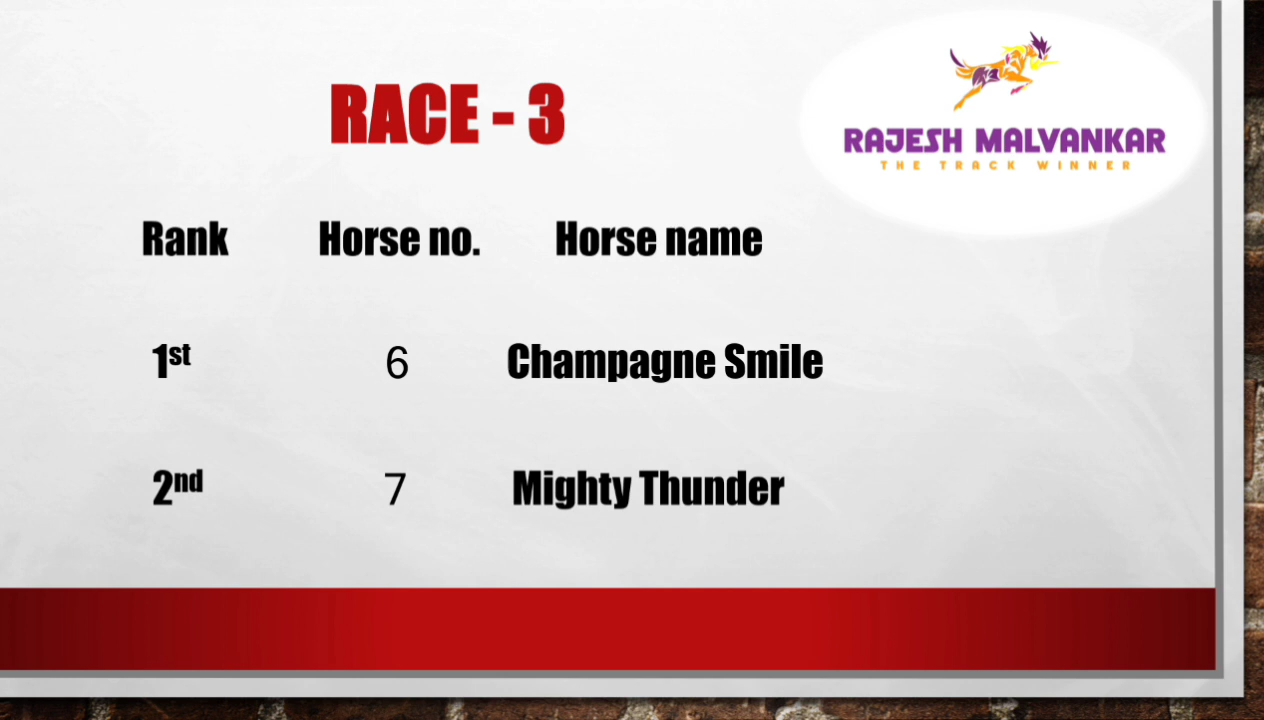 RACE - 3
RAJESH MALVANKAR
THE TRACK WINNER
Rank Horse no. Horse name
1st 6 Champagne Smile
2nd 7 Mighty Thunder